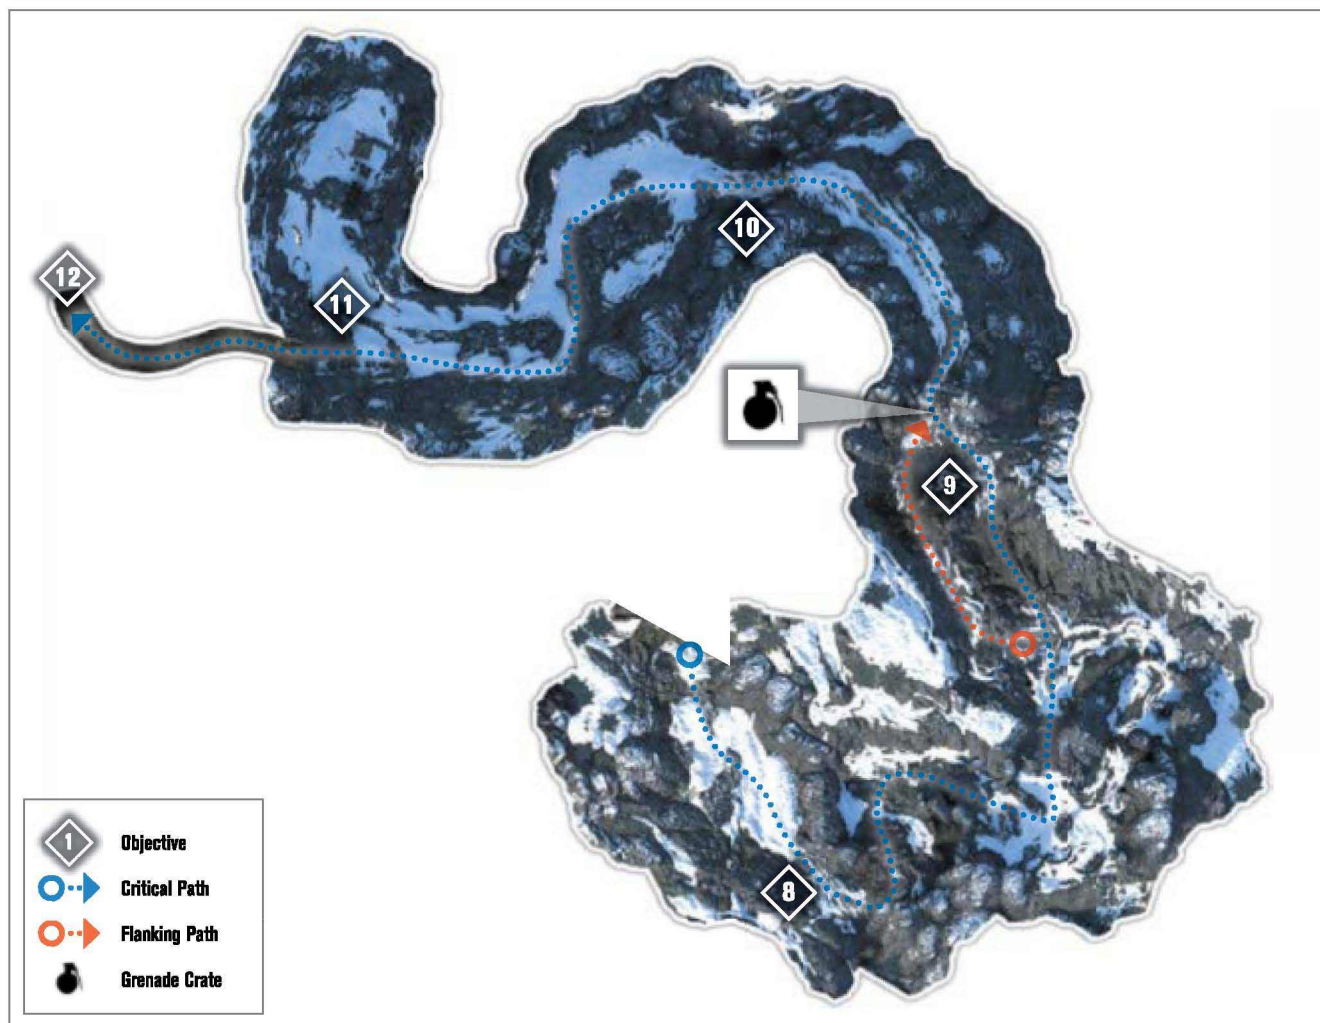 12
11
10
9
8
1 Objective
Critical Path
Flanking Path
Grenade Crate